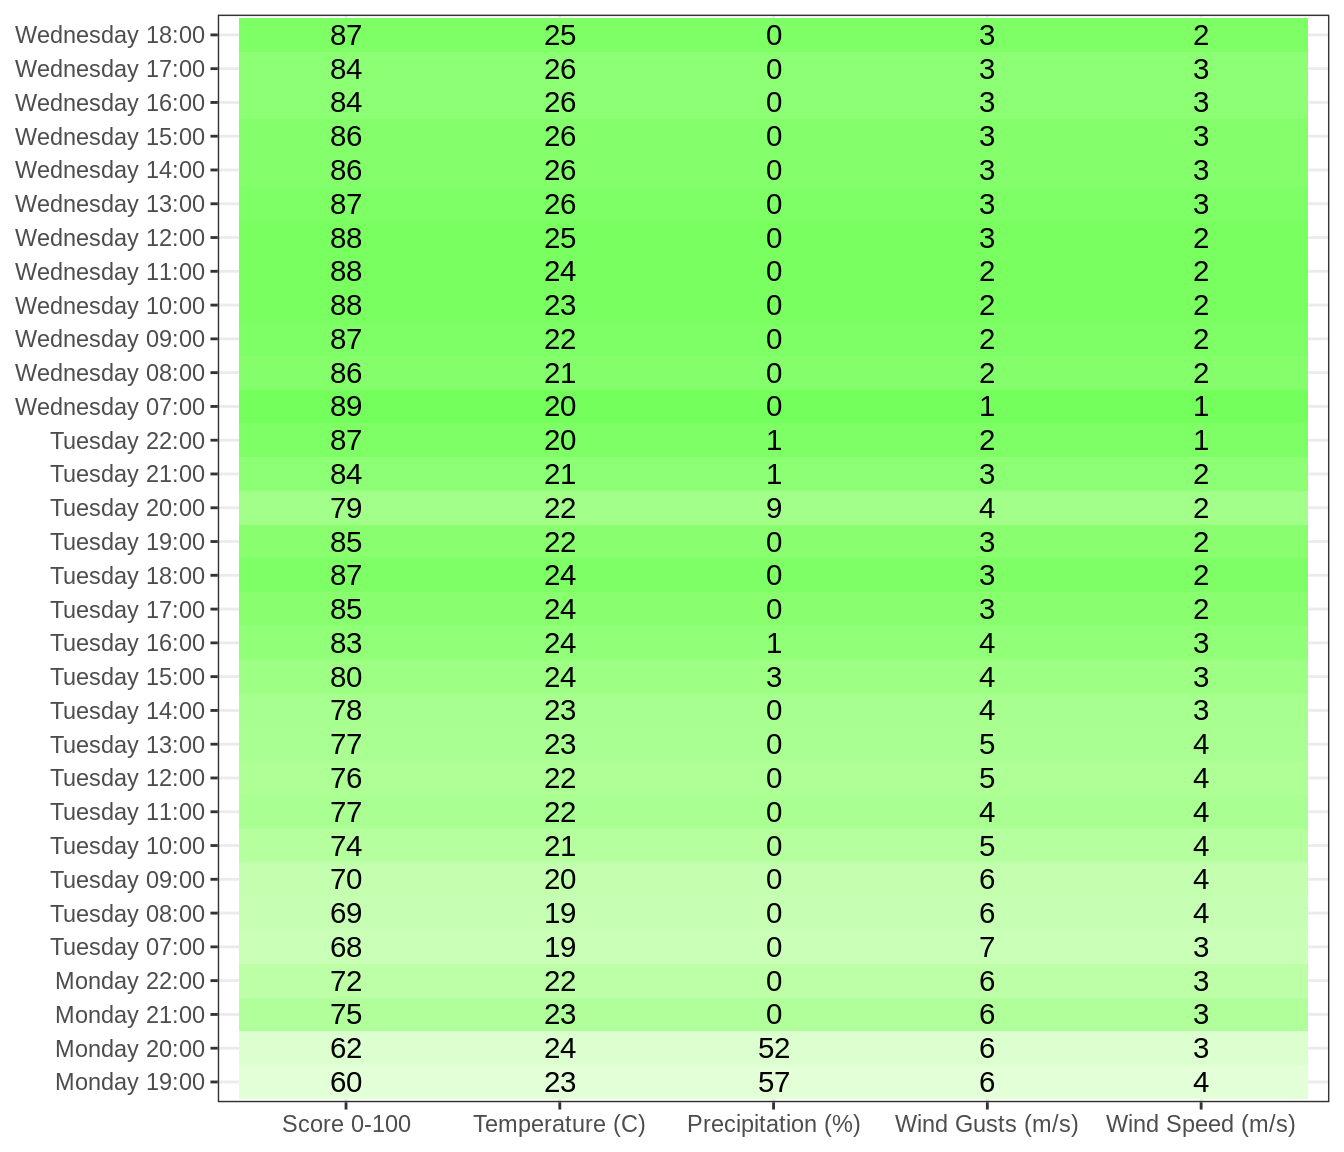 Wednesday 18:00 87 25 0 3 2
Wednesday 17:00 84 26 0 3 3
Wednesday 16:00 84 26 0 3 3
Wednesday 15:00 86 26 0 3 3
Wednesday 14:00 86 26 0 3 3
Wednesday 13:00 87 26 0 3 3
Wednesday 12:00 88 25 0 3 2
Wednesday 11:00 88 24 0 2 2
Wednesday 10:00 88 23 0 2 2
Wednesday 09:00 87 22 0 2 2
Wednesday 08:00 86 21 0 2 2
Wednesday 07:00 89 20 0 1 1
Tuesday 22:00 87 20 1 2 1
Tuesday 21:00 84 21 1 3 2
Tuesday 20:00 79 22 9 4 2
Tuesday 19:00 85 22 0 3 2
Tuesday 18:00 87 24 0 3 2
Tuesday 17:00 85 24 0 3 2
Tuesday 16:00 83 24 1 4 3
Tuesday 15:00 80 24 3 4 3
Tuesday 14:00 78 23 0 4 3
Tuesday 13:00 77 23 0 5 4
Tuesday 12:00 76 22 0 5 4
Tuesday 11:00 77 22 0 4 4
Tuesday 10:00 74 21 0 5 4
Tuesday 09:00 70 20 0 6 4
Tuesday 08:00 69 19 0 6 4
Tuesday 07:00 68 19 0 7 3
Monday 22:00 72 22 0 6 3
Monday 21:00 75 23 0 6 3
Monday 20:00 62 24 52 6 3
Monday 19:00 60 23 57 6 4
Score 0-100 Temperature (C) Precipitation (%) Wind Gusts (m/s) Wind Speed (m/s)